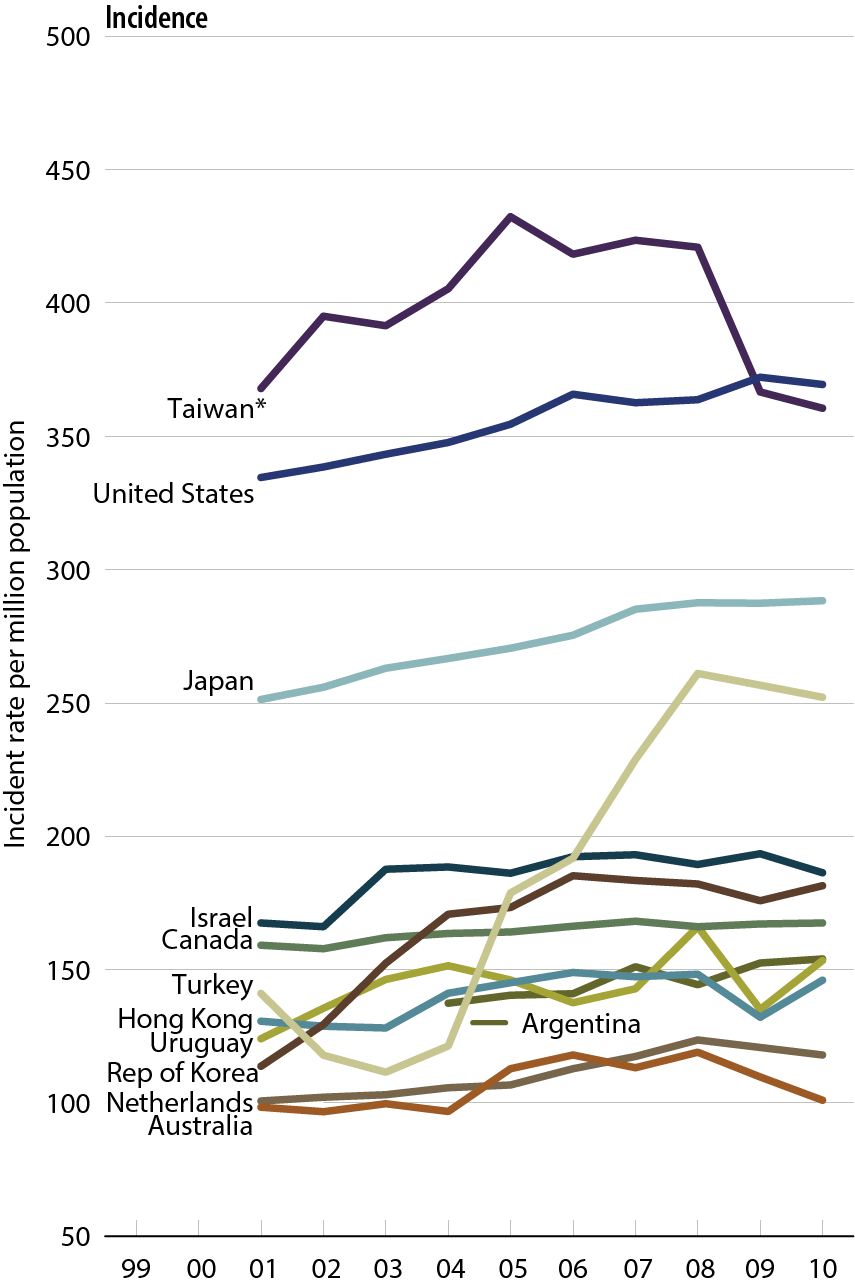 Incidence
500
450
400
350
300
250
200
150
100
50
Incident rate per million population
Taiwan*
United States
Japan
Israel
Canada
Turkey
Hong Kong
Uruguay
Argentina
Rep of Korea
Netherlands
Australia
99 00 01 02 03 04 05 06 07 08 09 10